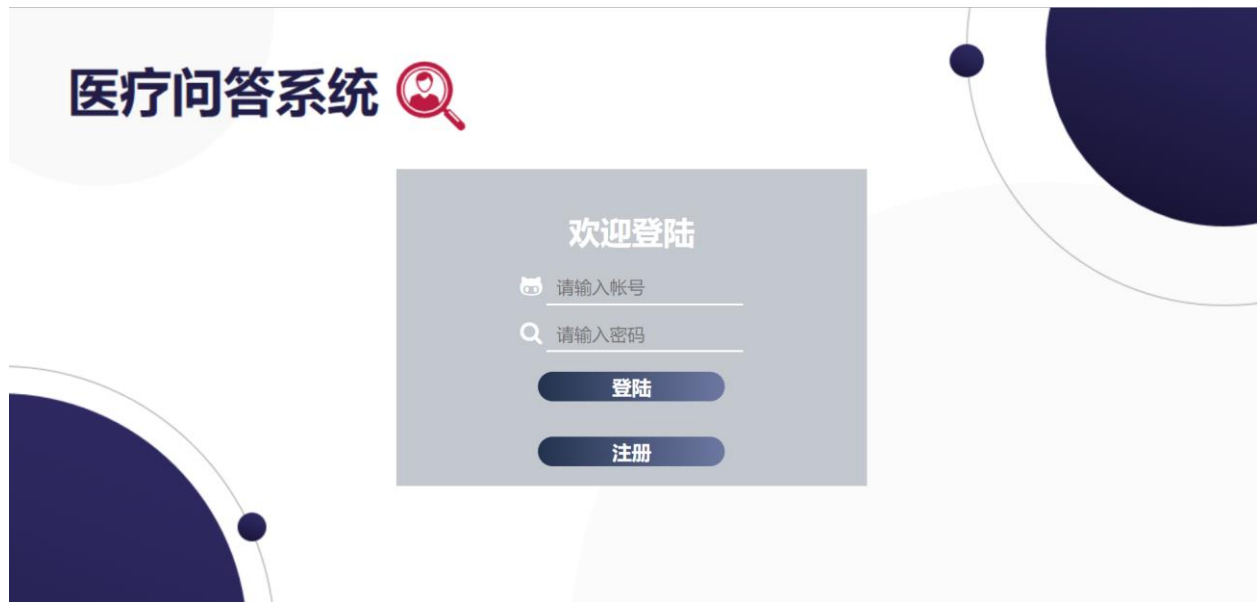 医疗问答系统
欢迎登陆
请输入帐号
请输入密码
登陆
注册